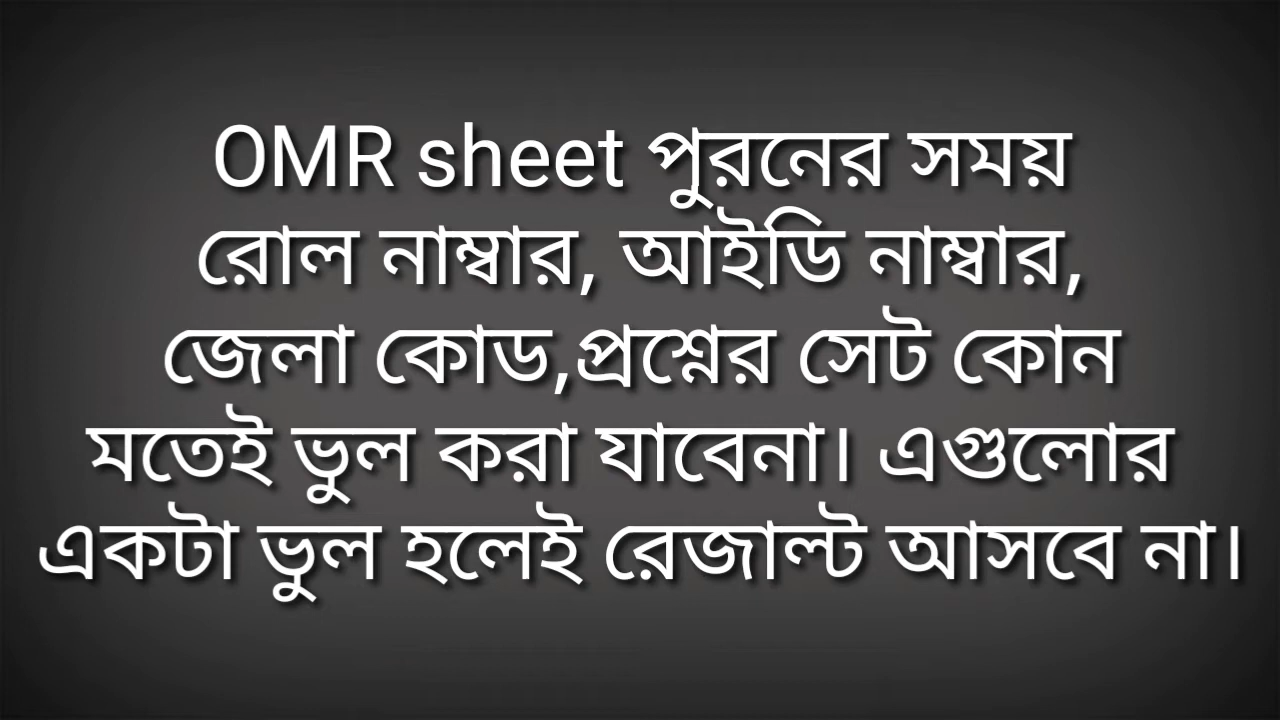 OMR sheet পুরনের সময়
রোল নাম্বার, আইডি নাম্বার,
জেলা কোড,প্রশ্নের সেট কোন
মতেই ভুল করা যাবেনা। এগুলোর
একটা ভুল হলেই রেজাল্ট আসবে না।